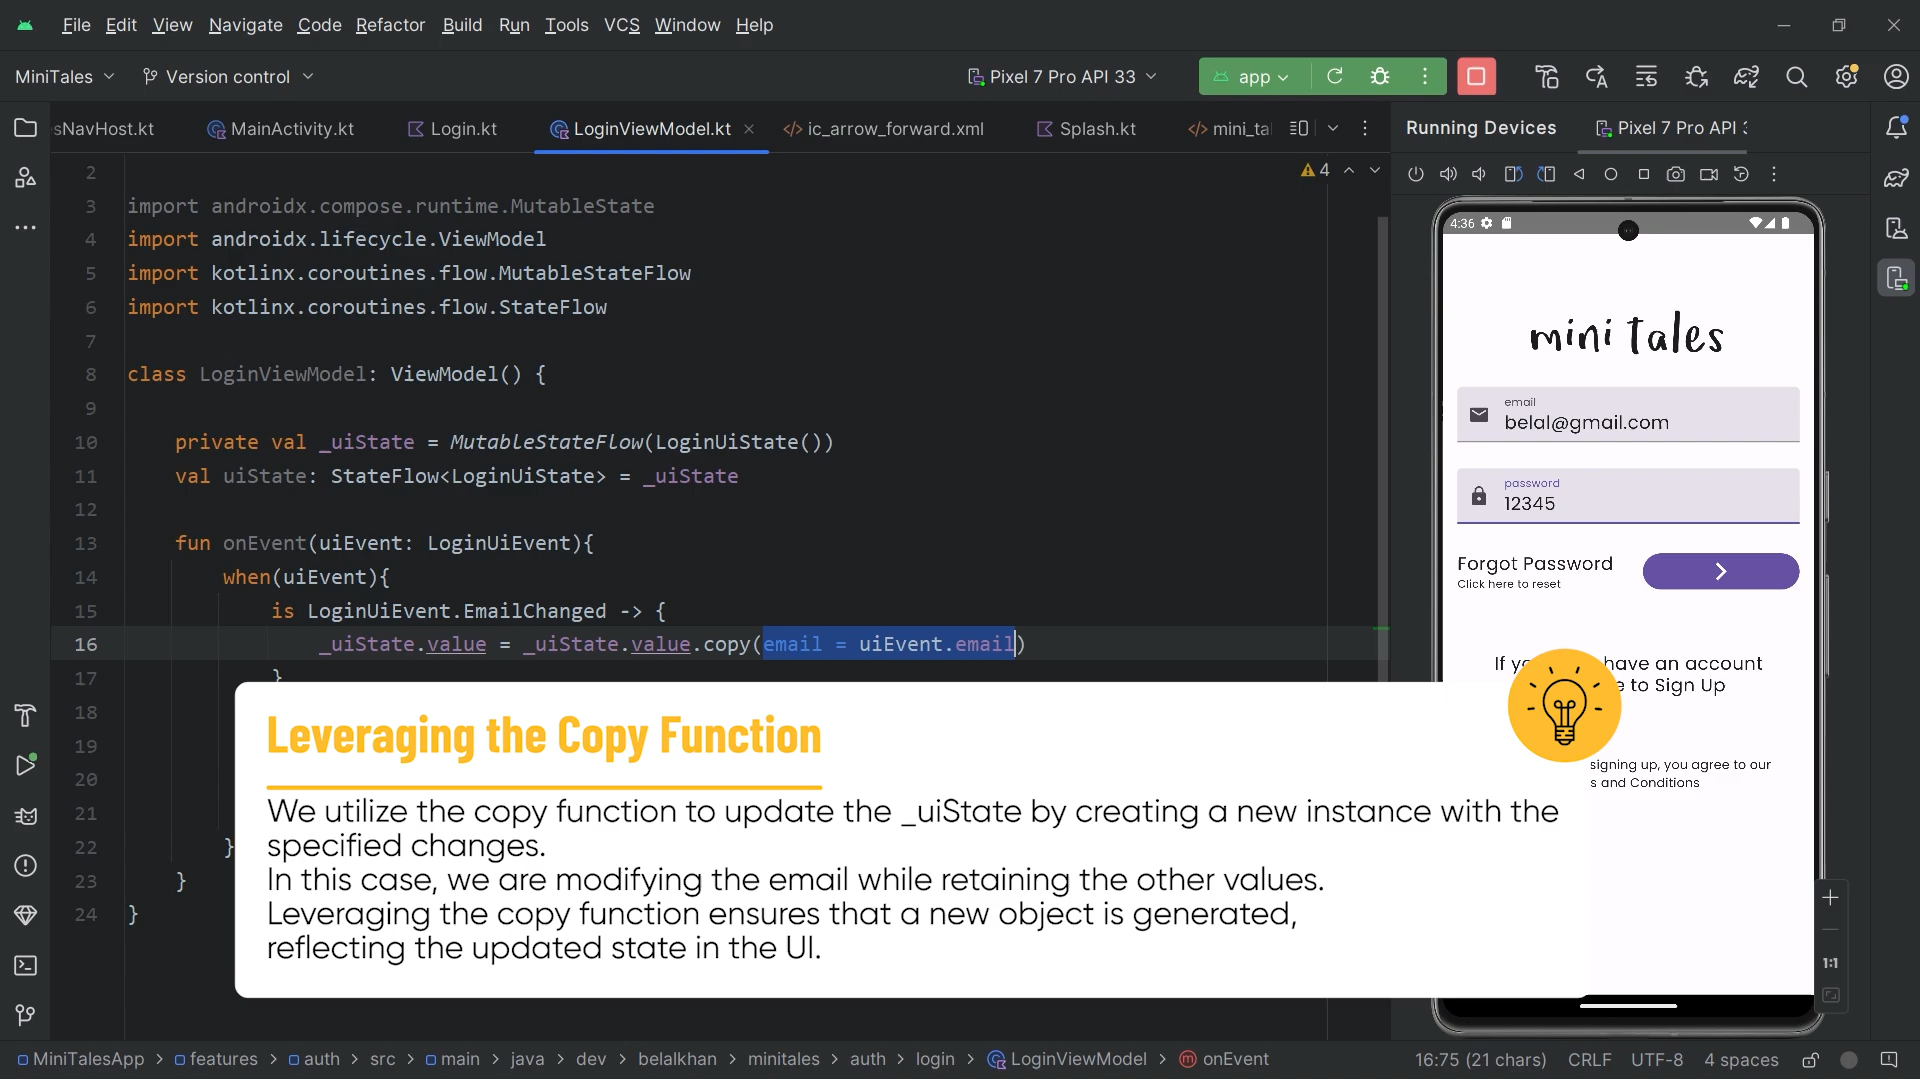 File Edit View Navigate Code Refactor Build Run Tools VCS Window Help
MiniTales Version control Pixel 7 Pro API 33 app
sNavHost.kt MainActivity.kt Login.kt LoginViewModel.kt ic_arrow_forward.xml Splash.kt mini_ta Running Devices Pixel 7 Pro API
4
2
3 import androidx.compose.runtime.MutableState
4 import androidx.lifecycle.ViewModel
5 import kotlinx.coroutines.flow.MutableStateFlow
6 import kotlinx.coroutines.flow.StateFlow
7
8 class LoginViewModel: ViewModel() {
9
10 private val _uiState = MutableStateFlow(LoginUiState())
11 val uiState: StateFlow<LoginUiState> = _uiState
12
13 fun onEvent(uiEvent: LoginUiEvent){
14 when(uiEvent){
15 is LoginUiEvent.EmailChanged -> {
16 _uiState.value = _uiState.value.copy(email = uiEvent.email)
17 }
18
19
20
21
22 }
23 }
24 }
Leveraging the Copy Function
We utilize the copy function to update the _uiState by creating a new instance with the
specified changes.
In this case, we are modifying the email while retaining the other values.
Leveraging the copy function ensures that a new object is generated,
reflecting the updated state in the UI.
4:36
mini tales
email
belal@gmail.com
password
12345
Forgot Password
Click here to reset
If have an account
to Sign Up
signing up, you agree to our
s and Conditions
1:1
MiniTalesApp > features > auth > src > main > java > dev > belalkhan > minitales > auth > login > LoginViewModel > onEvent 16:75 (21 chars) CRLF UTF-8 4 spaces